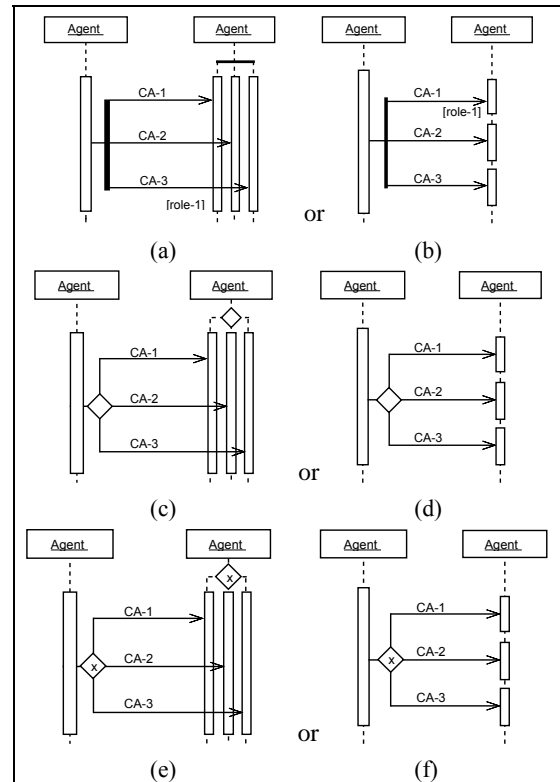 Agent Agent Agent Agent
CA-1 CA-1
[role-1]
CA-2 CA-2
CA-3 CA-3
[role-1]
or
(a) (b)
Agent Agent Agent Agent
CA-1 CA-1
CA-2 CA-2
CA-3 CA-3
or
(c) (d)
Agent Agent Agent Agent
x
CA-1 CA-1
x CA-2 x CA-2
CA-3 CA-3
or
(e) (f)